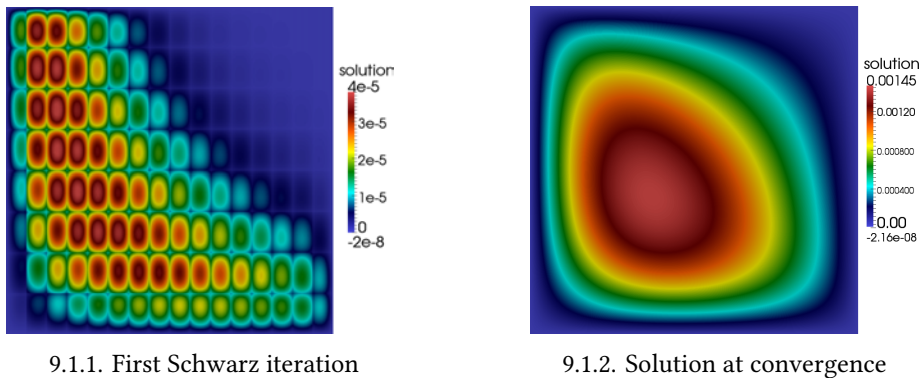 solution
4e-5
3e-5
2e-5
1e-5
0
-2e-8
solution
0.00145
0.00120
0.000800
0.000400
0.00
-2.16e-08
9.1.1. First Schwarz iteration
9.1.2. Solution at convergence